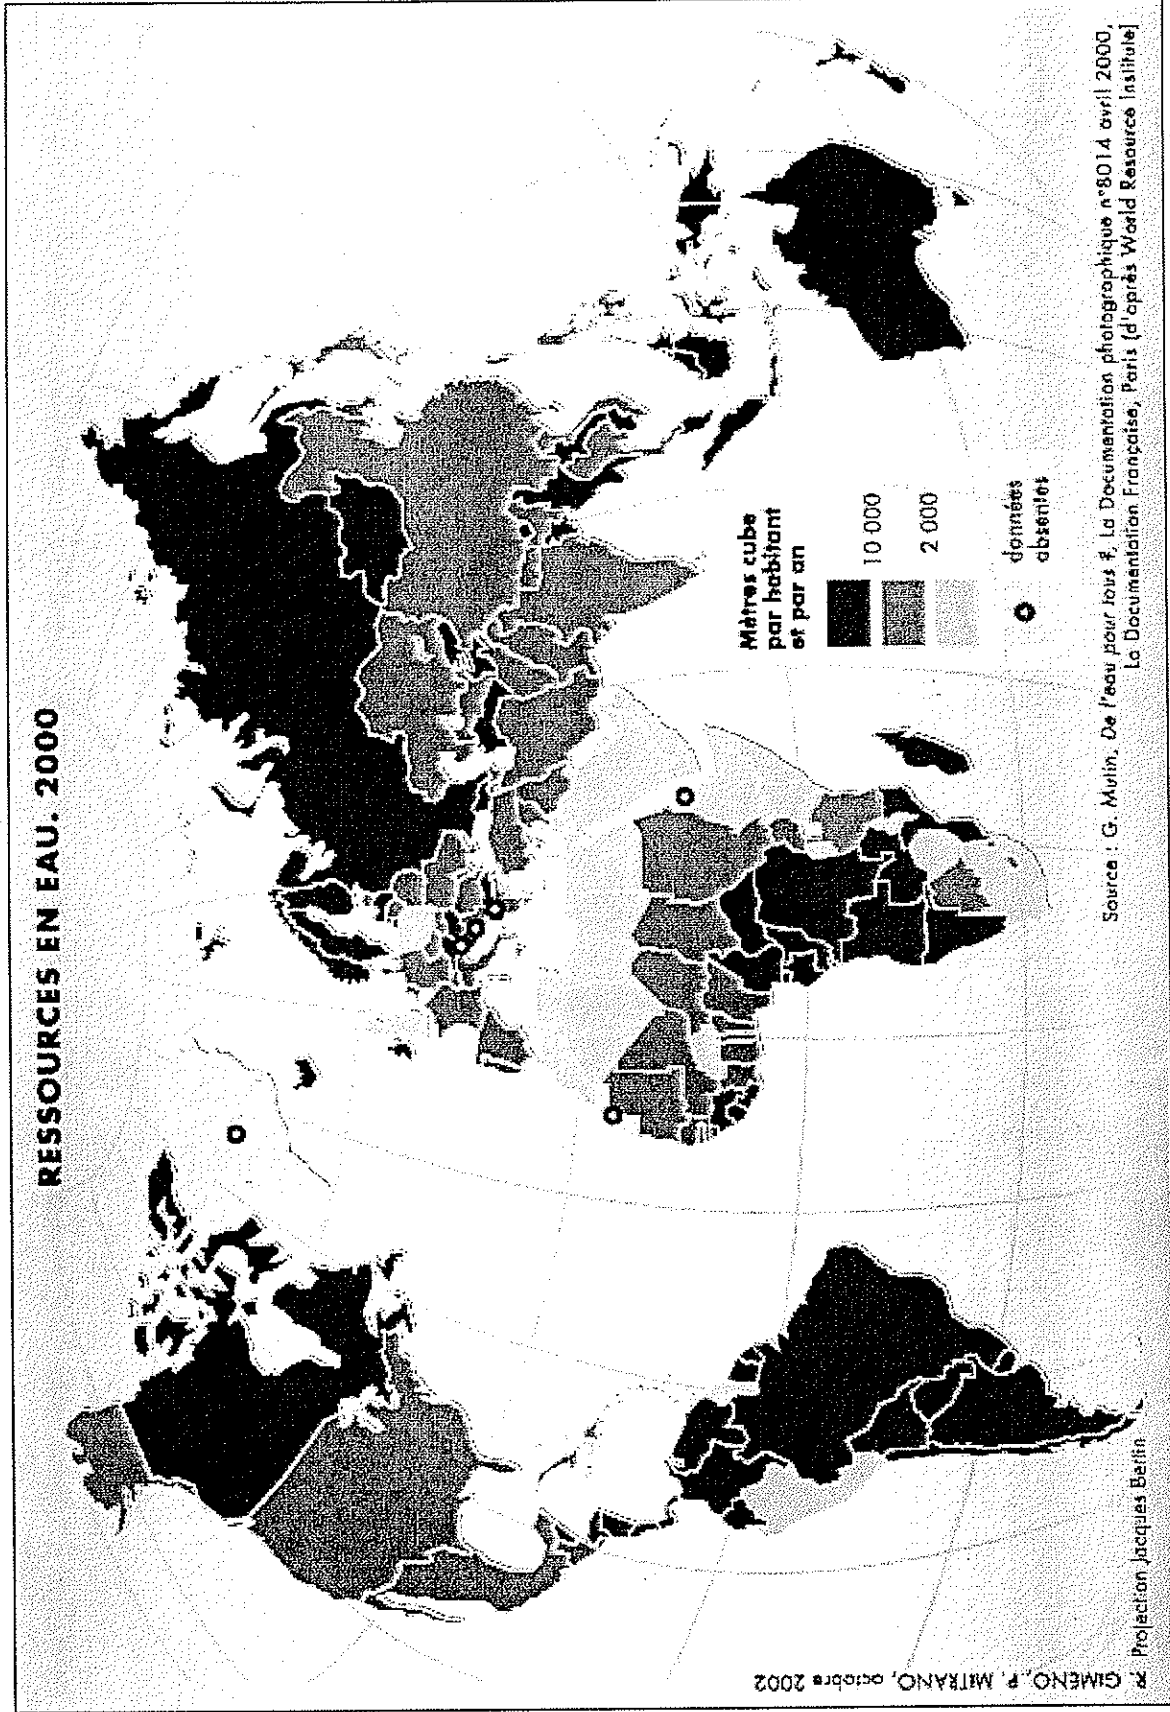 RESSOURCES EN EAU. 2000
Mètres cube
par habitant
et par an
10 000
2 000
données
absentes
Source : G. Mutin, De l'eau pour tous ?, La Documentation photographique n°8014 avril 2000,
La Documentation Française, Paris (d'après World Resource Institute)
Projection Jacques Bertin
R. GIMENO, P. MITRANO, octobre 2002